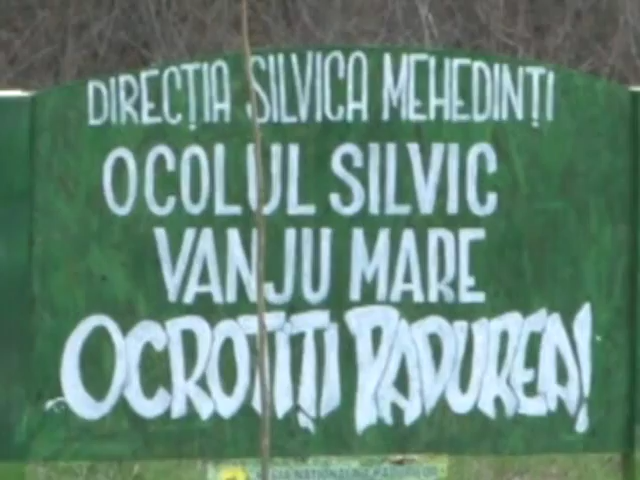 DIRECȚIA SILVICA MEHEDINȚI
OCOLUL SILVIC
VANJU MARE
OCROTIȚI PADUREA!